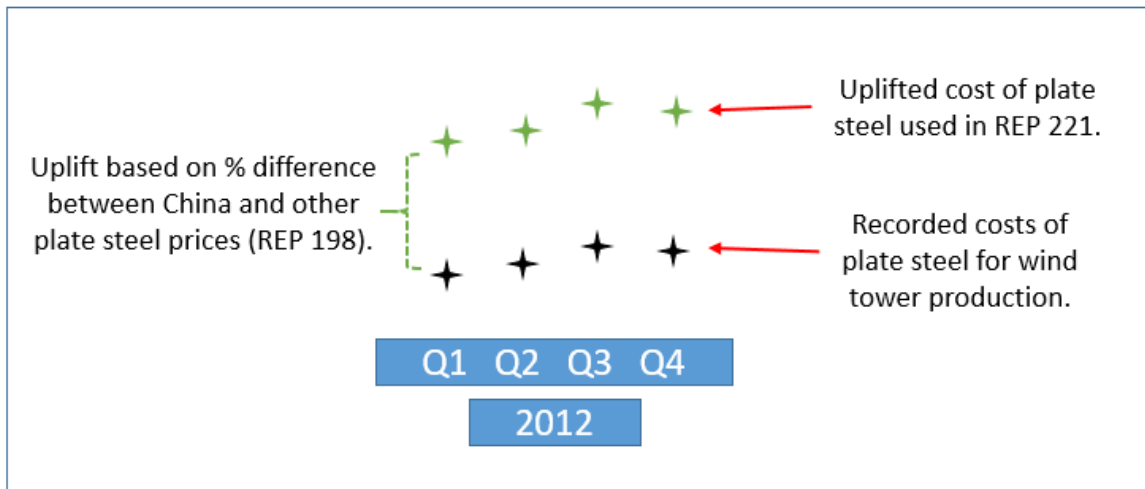 Uplifted cost of plate
steel used in REP 221.
Uplift based on % difference
between China and other
plate steel prices (REP 198).
Recorded costs of
plate steel for wind
tower production.
Q1 Q2 Q3 Q4
2012